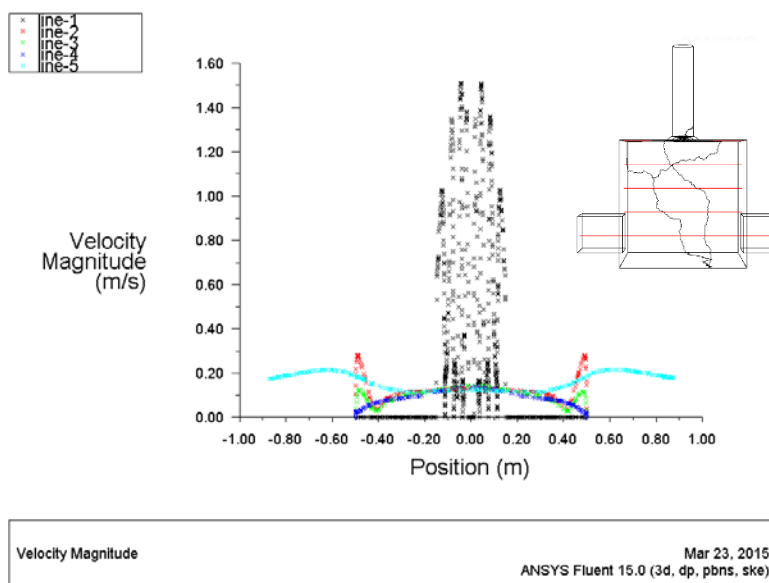 line-1
line-2
line-3
line-4
line-5
1.60
1.40
1.20
1.00
0.80
0.60
0.40
0.20
0.00
Velocity
Magnitude
(m/s)
-1.00 -0.80 -0.60 -0.40 -0.20 0.00 0.20 0.40 0.60 0.80 1.00
Position (m)
Velocity Magnitude Mar 23, 2015
ANSYS Fluent 15.0 (3d, dp, pbns, ske)